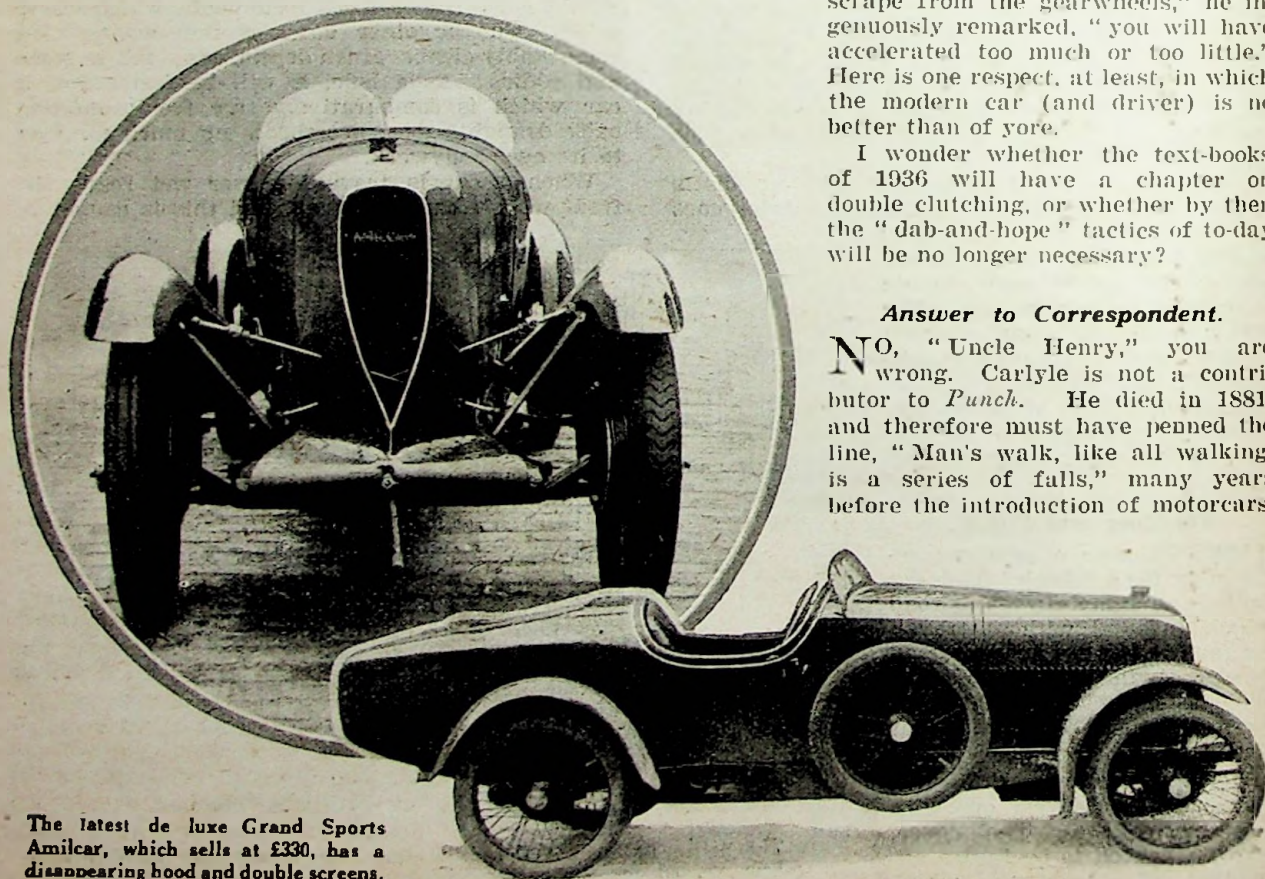 scrape from the gearwheels," he in-
genuously remarked, "you will have
accelerated too much or too little."
Here is one respect, at least, in which
the modern car (and driver) is no
better than of yore.
I wonder whether the text-books
of 1936 will have a chapter on
double clutching, or whether by then
the "dab-and-hope" tactics of to-day
will be no longer necessary?
Answer to Correspondent.
NO, "Uncle Henry," you are
wrong. Carlyle is not a contri-
butor to Punch. He died in 1881
and therefore must have penned the
line, "Man's walk, like all walking
is a series of falls," many years
before the introduction of motorcars
The latest de luxe Grand Sports
Amilcar, which sells at £330, has a
disappearing hood and double screens.